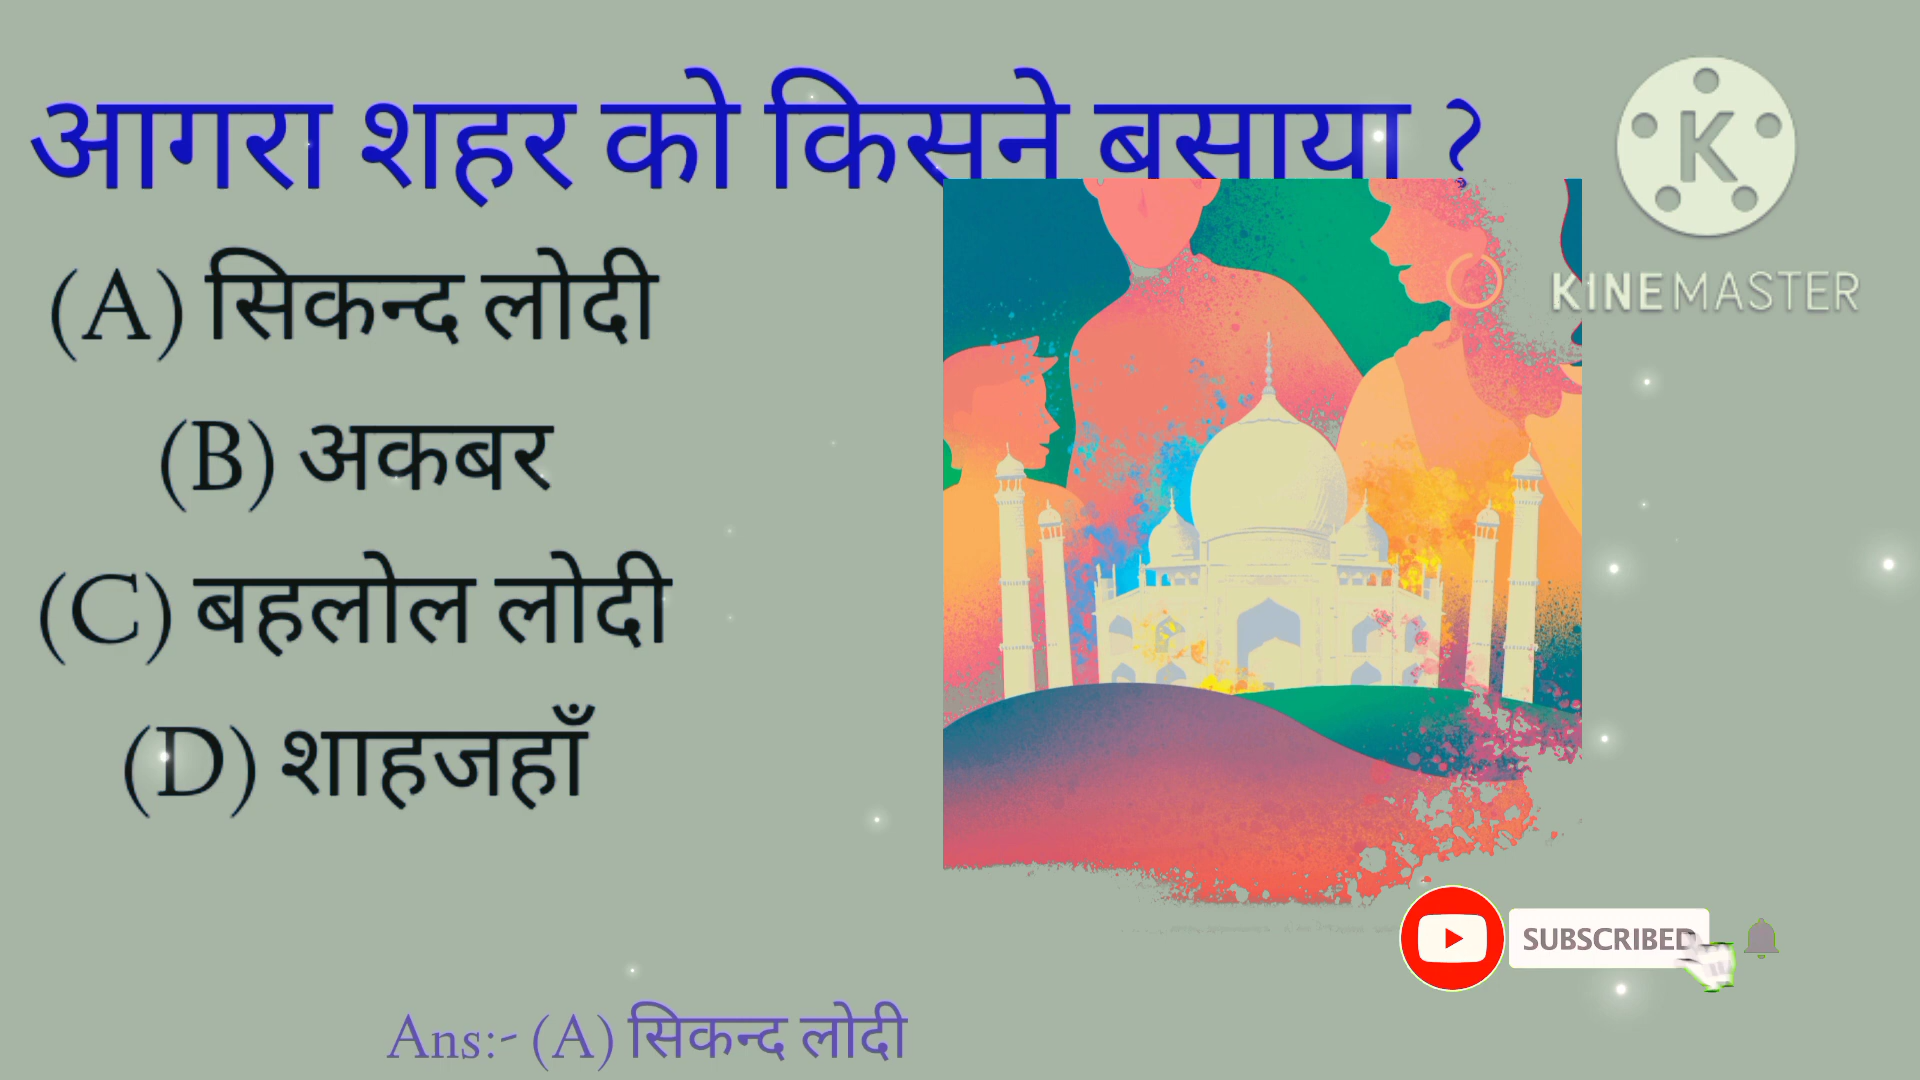 आगरा शहर को किसने बसाया ?
(A) सिकन्द लोदी
(B) अकबर
(C) बहलोल लोदी
(D) शाहजहाँ
Ans:- (A) सिकन्द लोदी
K
KINEMASTER
SUBSCRIBED